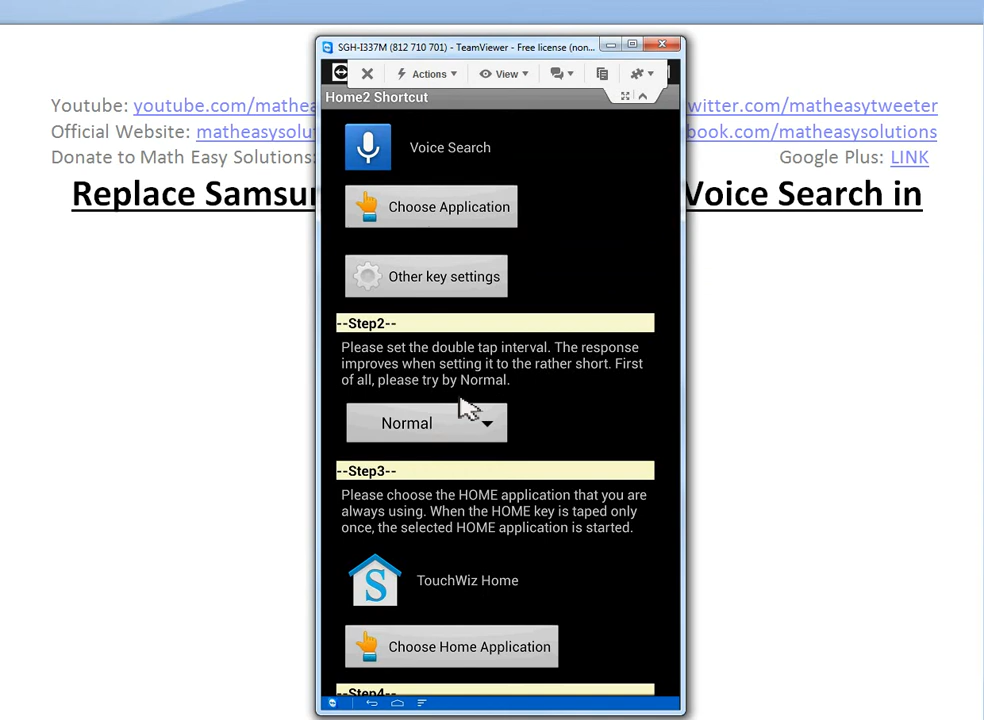 SGH-I337M (812 710 701) - TeamViewer - Free license (non...
Actions
View
Home2 Shortcut
Youtube: youtube.com/mathea
witter.com/matheasytweeter
Official Website: matheasysolut
book.com/matheasysolutions
Donate to Math Easy Solutions:
Google Plus: LINK
Replace Samsu
Voice Search in
Voice Search
Choose Application
Other key settings
--Step2--
Please set the double tap interval. The response
improves when setting it to the rather short. First
of all, please try by Normal.
Normal
--Step3--
Please choose the HOME application that you are
always using. When the HOME key is taped only
once, the selected HOME application is started.
S
TouchWiz Home
Choose Home Application
--Step4--